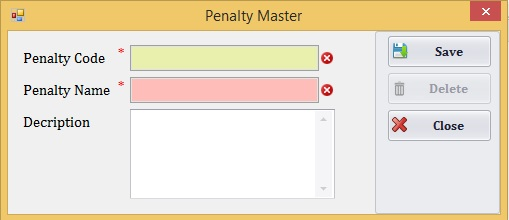 Penalty Master
Penalty Code *
Save
Penalty Name *
Delete
Decription
Close